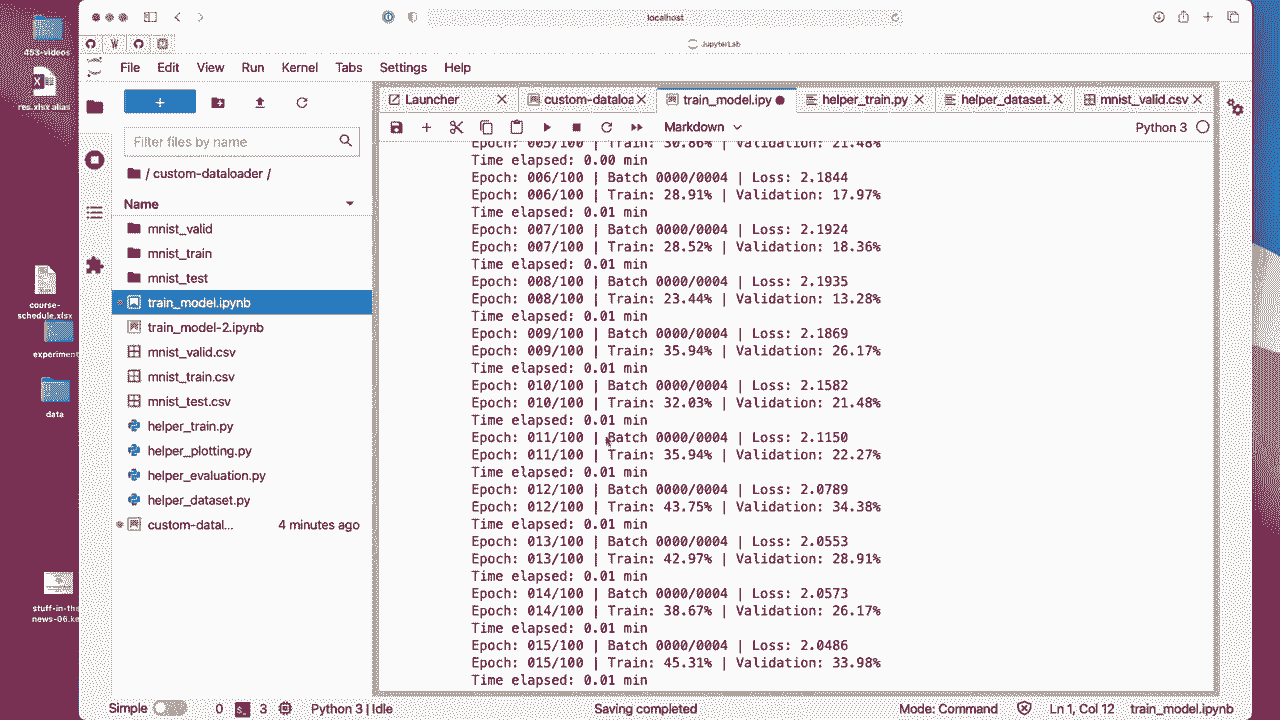 localhost
JupyterLab
File Edit View Run Kernel Tabs Settings Help
453-videos
res.xlsx alias
course-
schedule.xlsx
experiment
data
stuff-in-the
news-06.ke
Filter files by name
/ custom-dataloader /
Name
mnist_valid
mnist_train
mnist_test
train_model.ipynb
train_model-2.ipynb
mnist_valid.csv
mnist_train.csv
mnist_test.csv
helper_train.py
helper_plotting.py
helper_evaluation.py
helper_dataset.py
custom-datal... 4 minutes ago
Launcher custom-dataloa train_model.ipy helper_train.py helper_dataset. mnist_valid.csv
Markdown Python 3
Epoch: 005/100 | Train: 30.86% | Validation: 21.48%
Time elapsed: 0.00 min
Epoch: 006/100 | Batch 0000/0004 | Loss: 2.1844
Epoch: 006/100 | Train: 28.91% | Validation: 17.97%
Time elapsed: 0.01 min
Epoch: 007/100 | Batch 0000/0004 | Loss: 2.1924
Epoch: 007/100 | Train: 28.52% | Validation: 18.36%
Time elapsed: 0.01 min
Epoch: 008/100 | Batch 0000/0004 | Loss: 2.1935
Epoch: 008/100 | Train: 23.44% | Validation: 13.28%
Time elapsed: 0.01 min
Epoch: 009/100 | Batch 0000/0004 | Loss: 2.1869
Epoch: 009/100 | Train: 35.94% | Validation: 26.17%
Time elapsed: 0.01 min
Epoch: 010/100 | Batch 0000/0004 | Loss: 2.1582
Epoch: 010/100 | Train: 32.03% | Validation: 21.48%
Time elapsed: 0.01 min
Epoch: 011/100 | Batch 0000/0004 | Loss: 2.1150
Epoch: 011/100 | Train: 35.94% | Validation: 22.27%
Time elapsed: 0.01 min
Epoch: 012/100 | Batch 0000/0004 | Loss: 2.0789
Epoch: 012/100 | Train: 43.75% | Validation: 34.38%
Time elapsed: 0.01 min
Epoch: 013/100 | Batch 0000/0004 | Loss: 2.0553
Epoch: 013/100 | Train: 42.97% | Validation: 28.91%
Time elapsed: 0.01 min
Epoch: 014/100 | Batch 0000/0004 | Loss: 2.0573
Epoch: 014/100 | Train: 38.67% | Validation: 26.17%
Time elapsed: 0.01 min
Epoch: 015/100 | Batch 0000/0004 | Loss: 2.0486
Epoch: 015/100 | Train: 45.31% | Validation: 33.98%
Time elapsed: 0.01 min
Simple 0 3 Python 3 | Idle Saving completed Mode: Command Ln 1, Col 12 train_model.ipynb